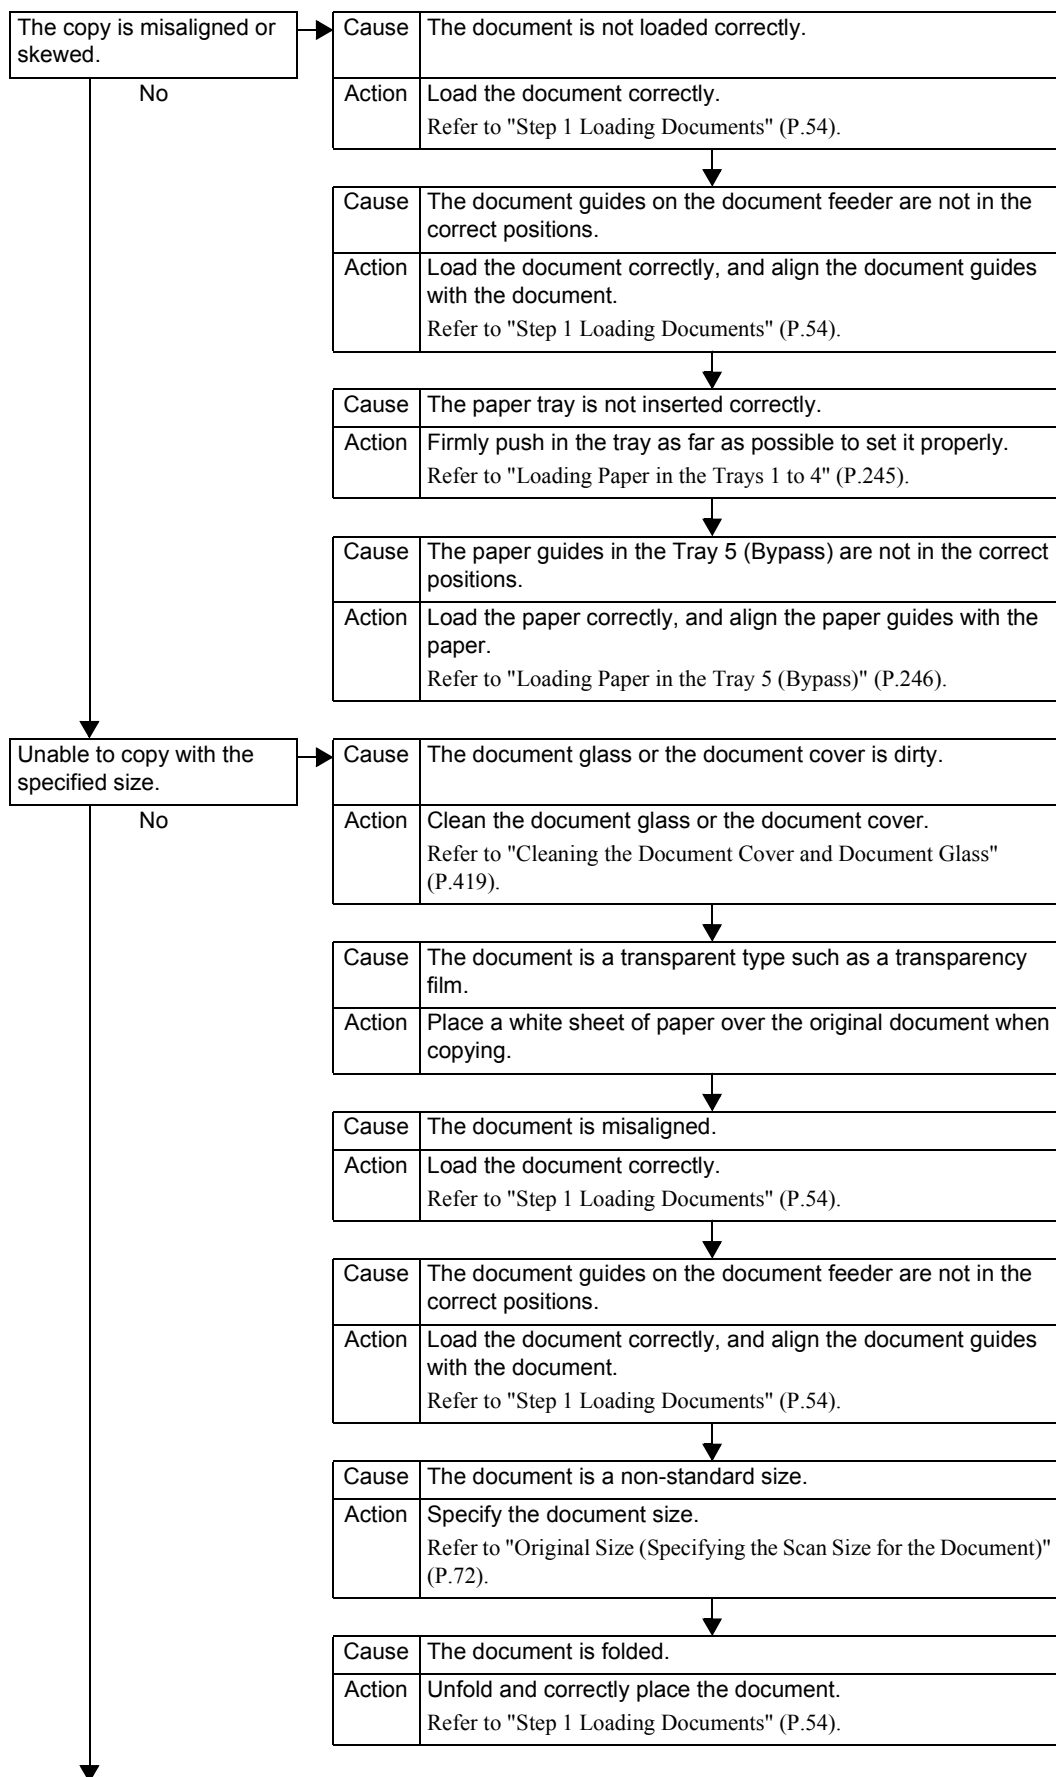 The copy is misaligned or
skewed.
No
Cause
The document is not loaded correctly.
Action
Load the document correctly.
Refer to "Step 1 Loading Documents" (P.54).
Cause
The document guides on the document feeder are not in the
correct positions.
Action
Load the document correctly, and align the document guides
with the document.
Refer to "Step 1 Loading Documents" (P.54).
Cause
The paper tray is not inserted correctly.
Action
Firmly push in the tray as far as possible to set it properly.
Refer to "Loading Paper in the Trays 1 to 4" (P.245).
Cause
The paper guides in the Tray 5 (Bypass) are not in the correct
positions.
Action
Load the paper correctly, and align the paper guides with the
paper.
Refer to "Loading Paper in the Tray 5 (Bypass)" (P.246).
Unable to copy with the
specified size.
No
Cause
The document glass or the document cover is dirty.
Action
Clean the document glass or the document cover.
Refer to "Cleaning the Document Cover and Document Glass"
(P.419).
Cause
The document is a transparent type such as a transparency
film.
Action
Place a white sheet of paper over the original document when
copying.
Cause
The document is misaligned.
Action
Load the document correctly.
Refer to "Step 1 Loading Documents" (P.54).
Cause
The document guides on the document feeder are not in the
correct positions.
Action
Load the document correctly, and align the document guides
with the document.
Refer to "Step 1 Loading Documents" (P.54).
Cause
The document is a non-standard size.
Action
Specify the document size.
Refer to "Original Size (Specifying the Scan Size for the Document)"
(P.72).
Cause
The document is folded.
Action
Unfold and correctly place the document.
Refer to "Step 1 Loading Documents" (P.54).